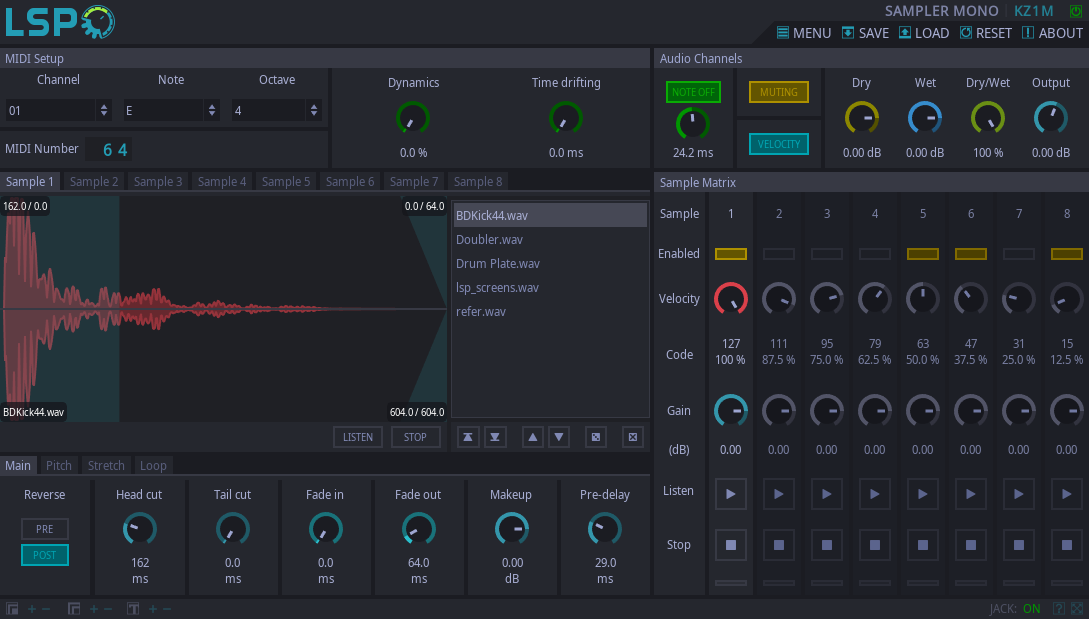 LSP
SAMPLER MONO KZ1M
MENU SAVE LOAD RESET ABOUT
MIDI Setup
Channel Note Octave
01 E 4
MIDI Number 64
Dynamics Time drifting
0.0 % 0.0 ms
Audio Channels
NOTE OFF MUTING
VELOCITY
24.2 ms
Dry Wet Dry/Wet Output
0.00 dB 0.00 dB 100 % 0.00 dB
Sample 1 Sample 2 Sample 3 Sample 4 Sample 5 Sample 6 Sample 7 Sample 8
162.0 / 0.0 0.0 / 64.0
BDKick44.wav 604.0 / 604.0
BDKick44.wav
Doubler.wav
Drum Plate.wav
lsp_screens.wav
refer.wav
LISTEN STOP
Main Pitch Stretch Loop
Reverse Head cut Tail cut Fade in Fade out Makeup Pre-delay
PRE
POST
162 0.0 0.0 64.0 0.00 29.0
ms ms ms ms dB ms
Sample Matrix
Sample 1 2 3 4 5 6 7 8
Enabled
Velocity
Code
127 111 95 79 63 47 31 15
100 % 87.5 % 75.0 % 62.5 % 50.0 % 37.5 % 25.0 % 12.5 %
Gain
(dB) 0.00 0.00 0.00 0.00 0.00 0.00 0.00 0.00
Listen
Stop
JACK: ON